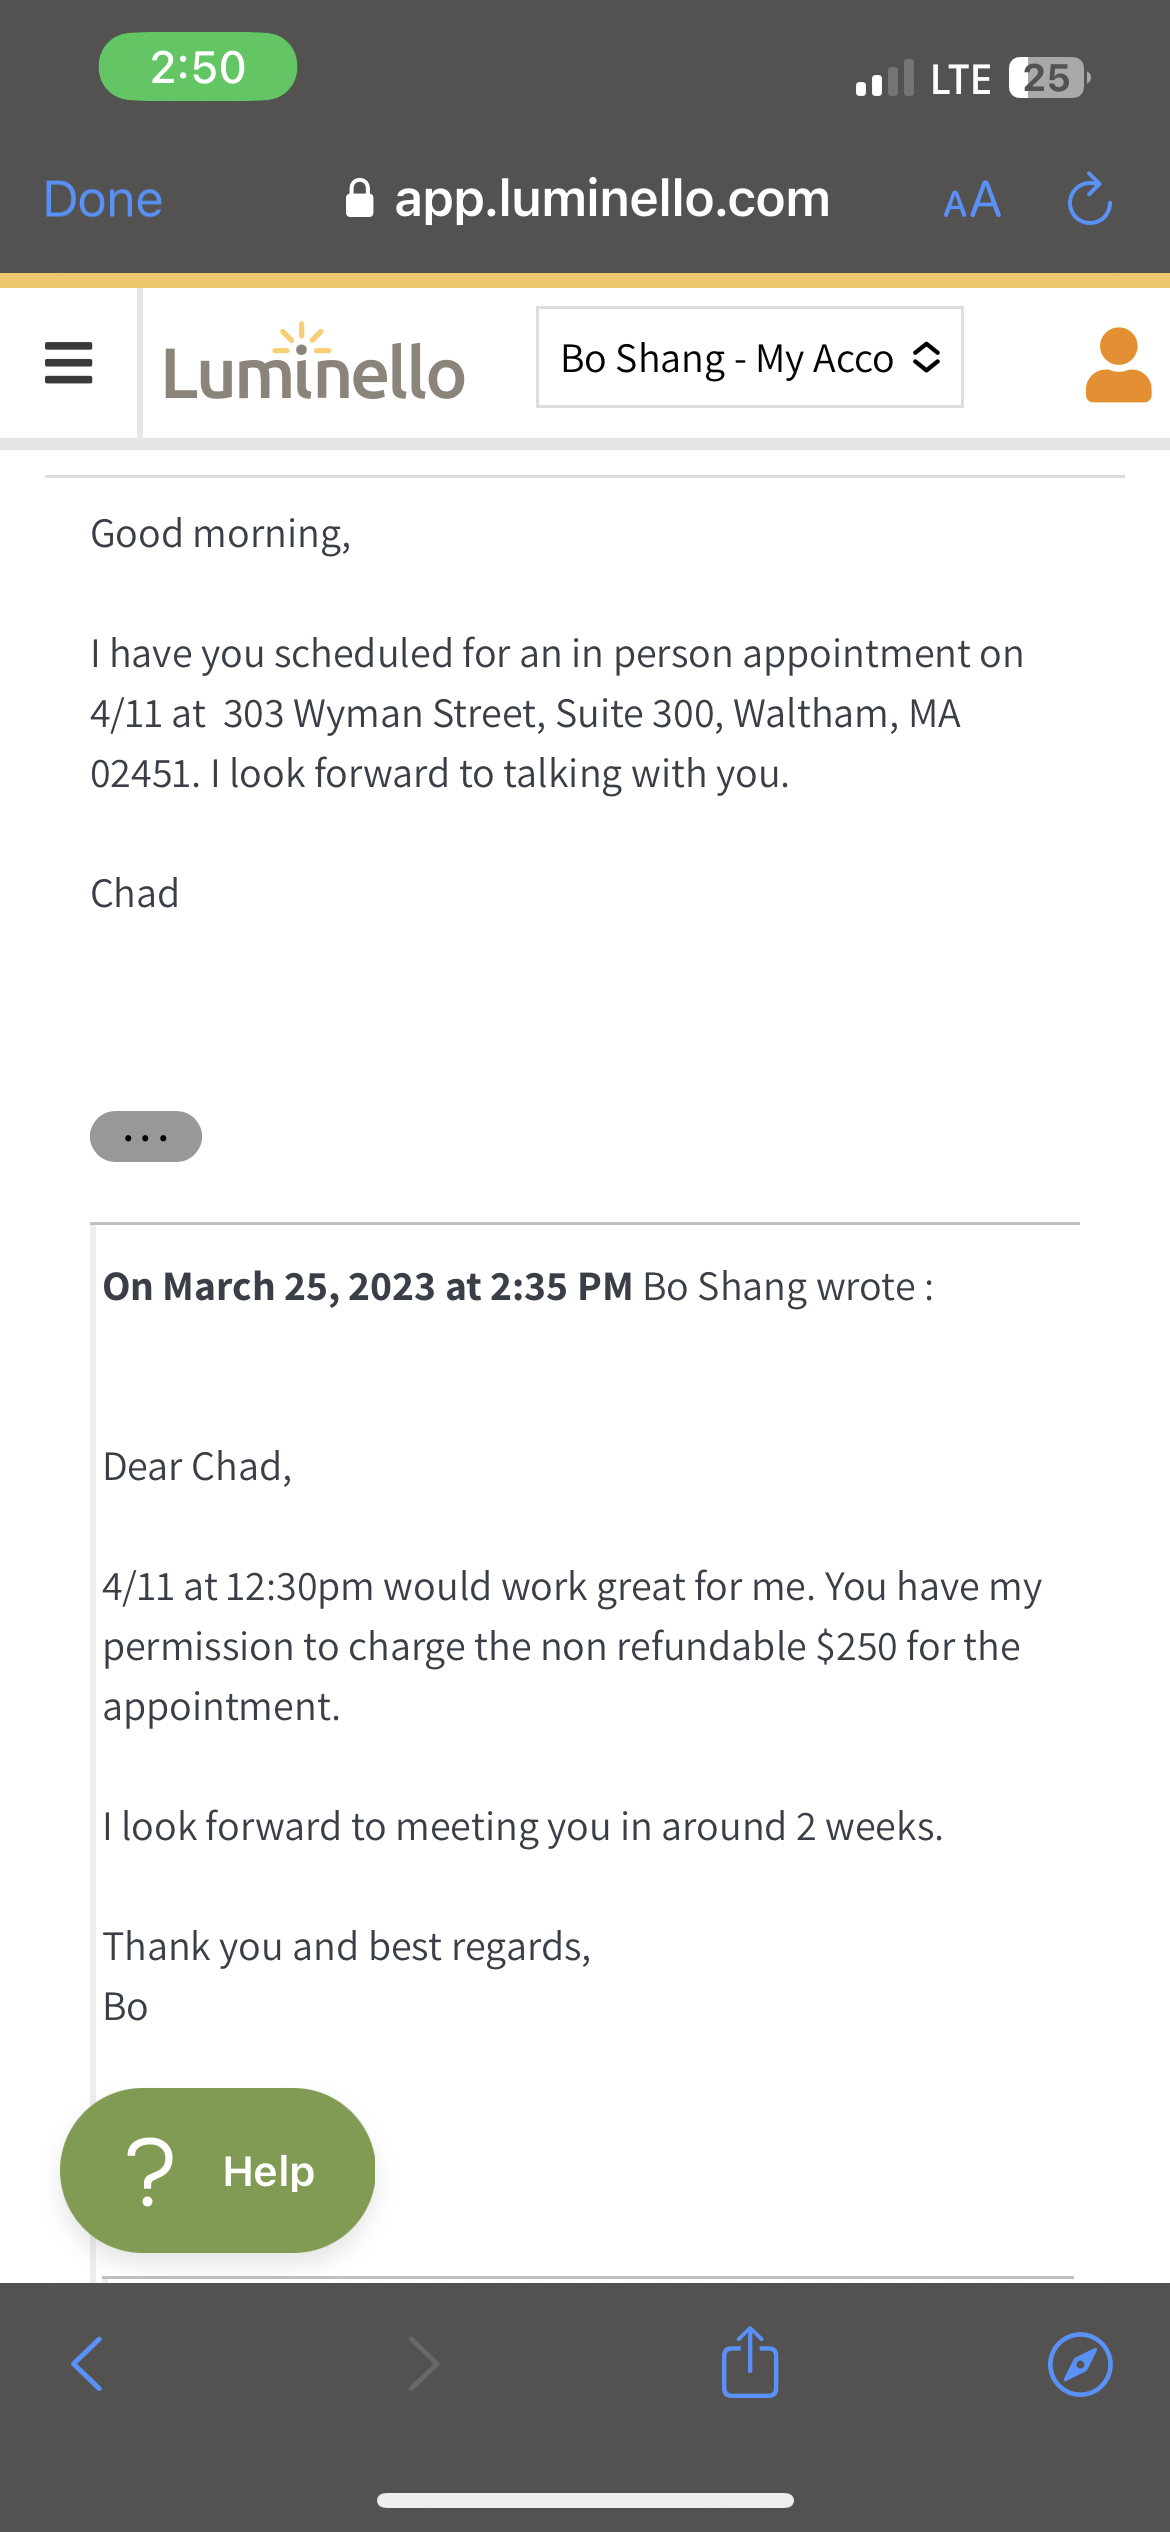 2:50
LTE 25
Done app.luminello.com AA
Luminello Bo Shang - My Acco
Good morning,
I have you scheduled for an in person appointment on
4/11 at 303 Wyman Street, Suite 300, Waltham, MA
02451. I look forward to talking with you.
Chad
...
On March 25, 2023 at 2:35 PM Bo Shang wrote :
Dear Chad,
4/11 at 12:30pm would work great for me. You have my
permission to charge the non refundable $250 for the
appointment.
I look forward to meeting you in around 2 weeks.
Thank you and best regards,
Bo
? Help